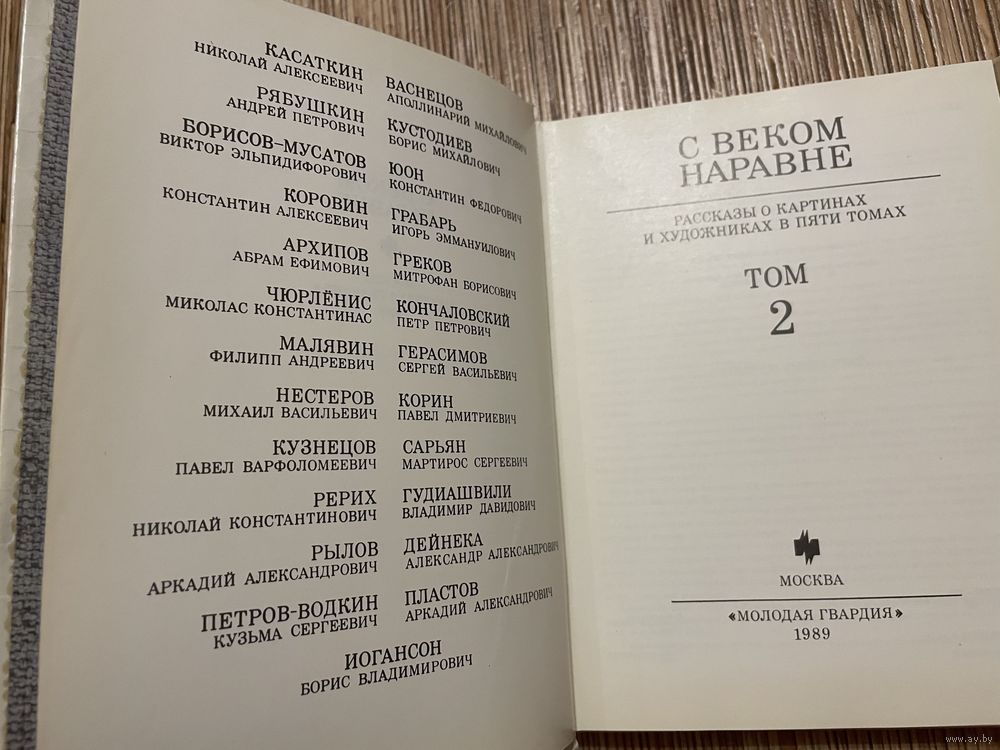 КАСАТКИН
НИКОЛАЙ АЛЕКСЕЕВИЧ
РЯБУШКИН
АНДРЕЙ ПЕТРОВИЧ
БОРИСОВ-МУСАТОВ
ВИКТОР ЭЛЬПИДИФОРОВИЧ
КОРОВИН
КОНСТАНТИН АЛЕКСЕЕВИЧ
АРХИПОВ
АБРАМ ЕФИМОВИЧ
ЧЮРЛЁНИС
МИКОЛАС КОНСТАНТИНАС
МАЛЯВИН
ФИЛИПП АНДРЕЕВИЧ
НЕСТЕРОВ
МИХАИЛ ВАСИЛЬЕВИЧ
КУЗНЕЦОВ
ПАВЕЛ ВАРФОЛОМЕЕВИЧ
РЕРИХ
НИКОЛАЙ КОНСТАНТИНОВИЧ
РЫЛОВ
АРКАДИЙ АЛЕКСАНДРОВИЧ
ПЕТРОВ-ВОДКИН
КУЗЬМА СЕРГЕЕВИЧ
ВАСНЕЦОВ
АПОЛЛИНАРИЙ МИХАЙЛОВИЧ
КУСТОДИЕВ
БОРИС МИХАЙЛОВИЧ
ЮОН
КОНСТАНТИН ФЕДОРОВИЧ
ГРАБАРЬ
ИГОРЬ ЭММАНУИЛОВИЧ
ГРЕКОВ
МИТРОФАН БОРИСОВИЧ
КОНЧАЛОВСКИЙ
ПЕТР ПЕТРОВИЧ
ГЕРАСИМОВ
СЕРГЕЙ ВАСИЛЬЕВИЧ
КОРИН
ПАВЕЛ ДМИТРИЕВИЧ
САРЬЯН
МАРТИРОС СЕРГЕЕВИЧ
ГУДИАШВИЛИ
ВЛАДИМИР ДАВИДОВИЧ
ДЕЙНЕКА
АЛЕКСАНДР АЛЕКСАНДРОВИЧ
ПЛАСТОВ
АРКАДИЙ АЛЕКСАНДРОВИЧ
ИОГАНСОН
БОРИС ВЛАДИМИРОВИЧ
С ВЕКОМ
НАРАВНЕ
РАССКАЗЫ О КАРТИНАХ
И ХУДОЖНИКАХ В ПЯТИ ТОМАХ
ТОМ
2
МОСКВА
«МОЛОДАЯ ГВАРДИЯ»
1989
www.ay.by